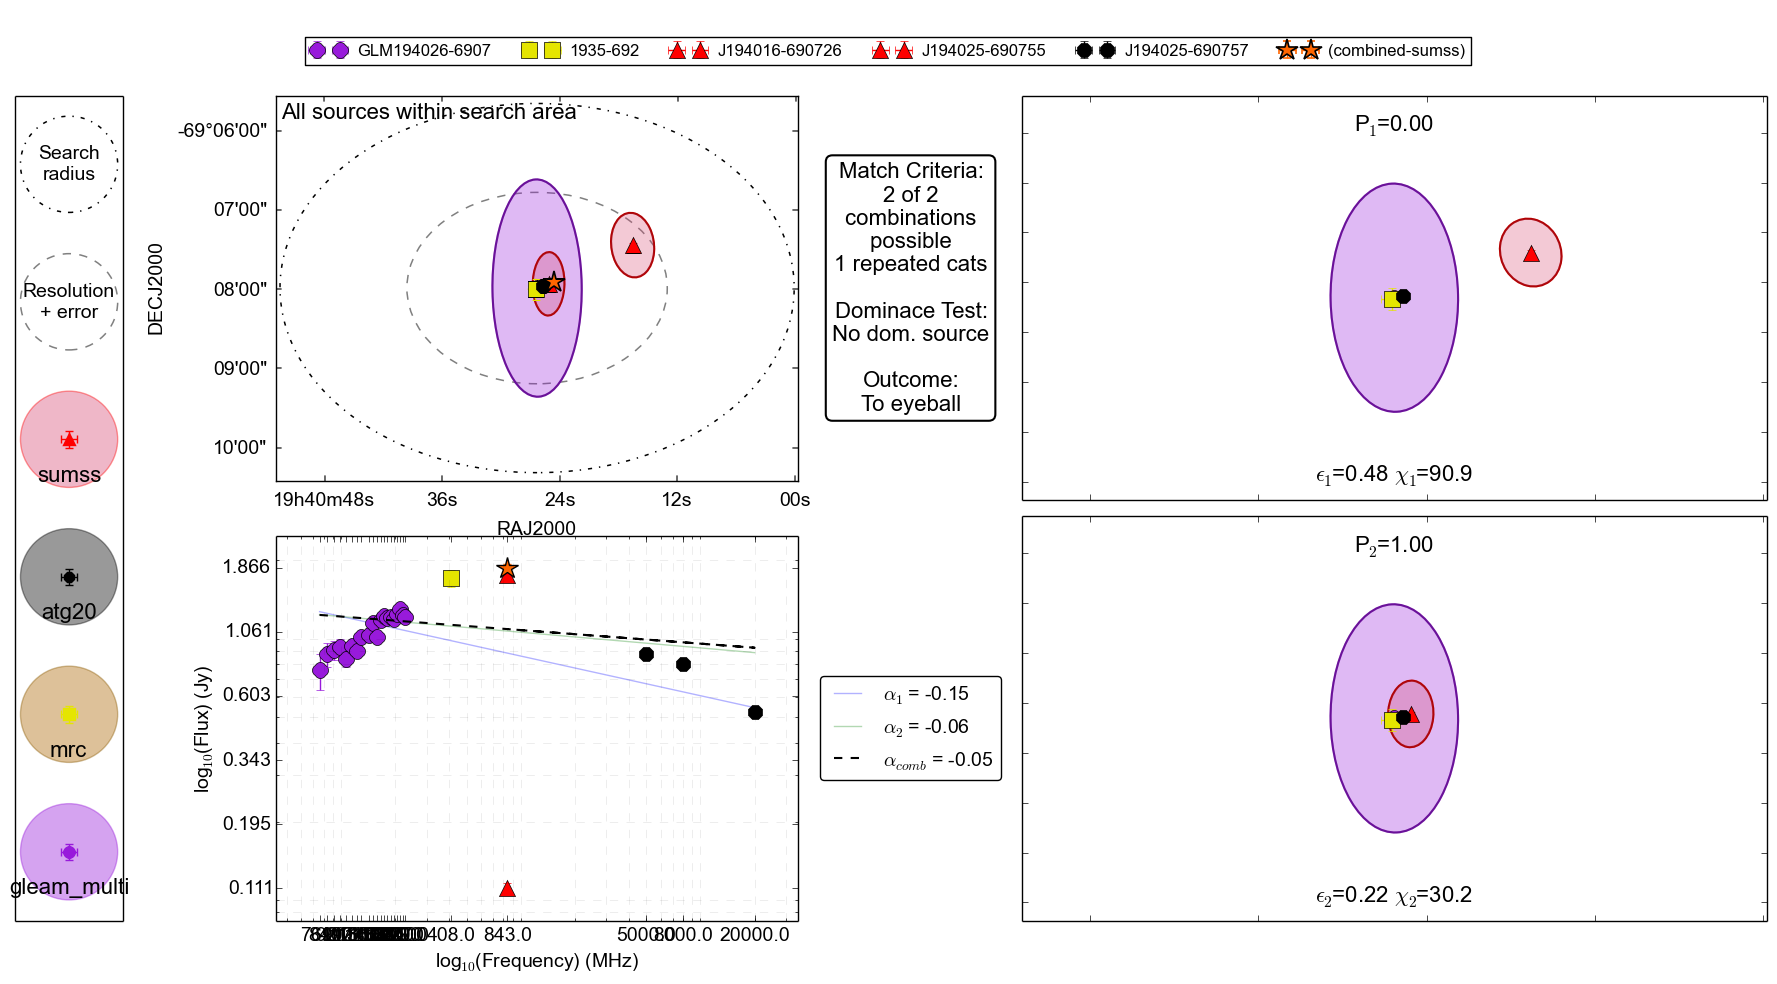 GLM194026-6907 1935-692 J194016-690726 J194025-690755 J194025-690757 (combined-sumss)
Search
radius
Resolution
+ error
sumss
atg20
mrc
gleam_multi
All sources within search area
DECJ2000
-69°06'00"
07'00"
08'00"
09'00"
10'00"
19h40m48s 36s 24s 12s 00s
RAJ2000
Match Criteria:
2 of 2
combinations
possible
1 repeated cats
Dominace Test:
No dom. source
Outcome:
To eyeball
P1=0.00
ϵ1=0.48 χ1=90.9
P2=1.00
ϵ2=0.22 χ2=30.2
log10(Flux) (Jy)
1.866
1.061
0.603
0.343
0.195
0.111
408.0 843.0 5000.0 8000.0 20000.0
log10(Frequency) (MHz)
α1 = -0.15
α2 = -0.06
αcomb = -0.05